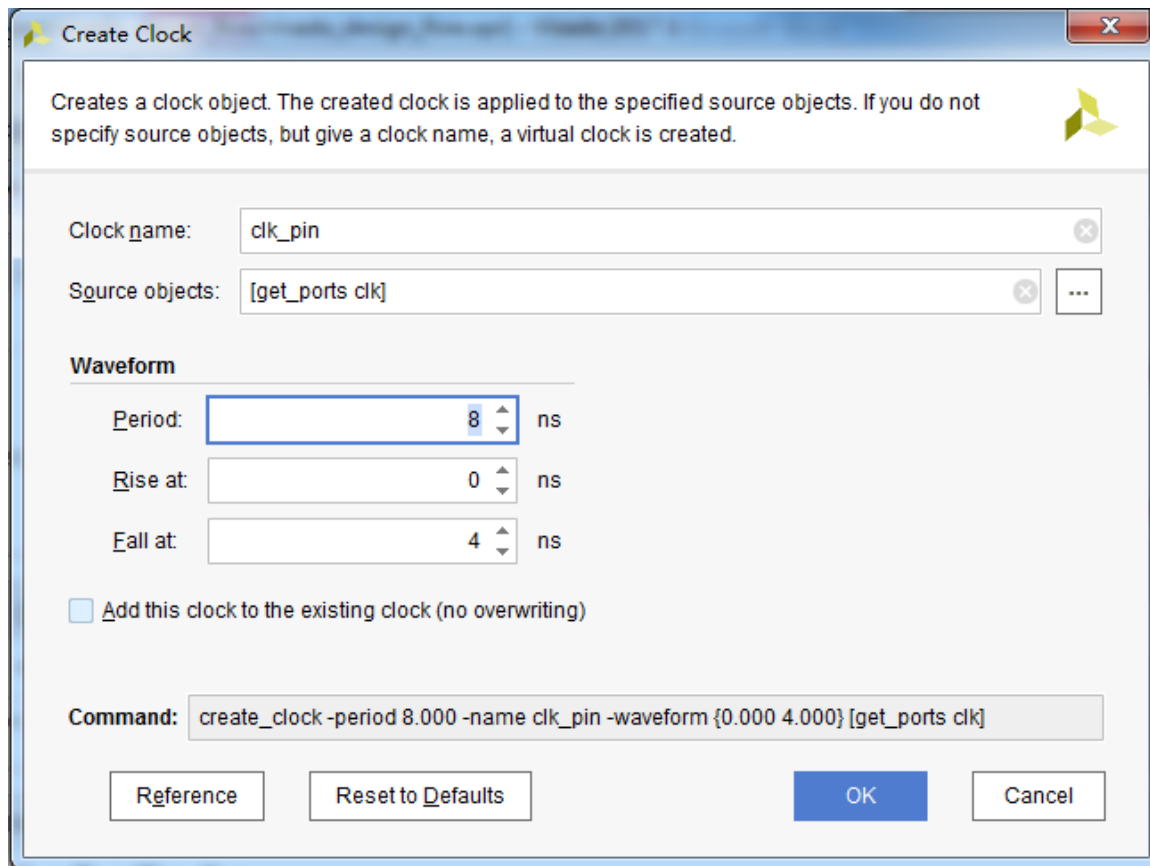 Create Clock
Creates a clock object. The created clock is applied to the specified source objects. If you do not
specify source objects, but give a clock name, a virtual clock is created.
Clock name: clk_pin
Source objects: [get_ports clk] ...
Waveform
Period: 8 ns
Rise at: 0 ns
Fall at: 4 ns
Add this clock to the existing clock (no overwriting)
Command: create_clock -period 8.000 -name clk_pin -waveform {0.000 4.000} [get_ports clk]
Reference Reset to Defaults OK Cancel